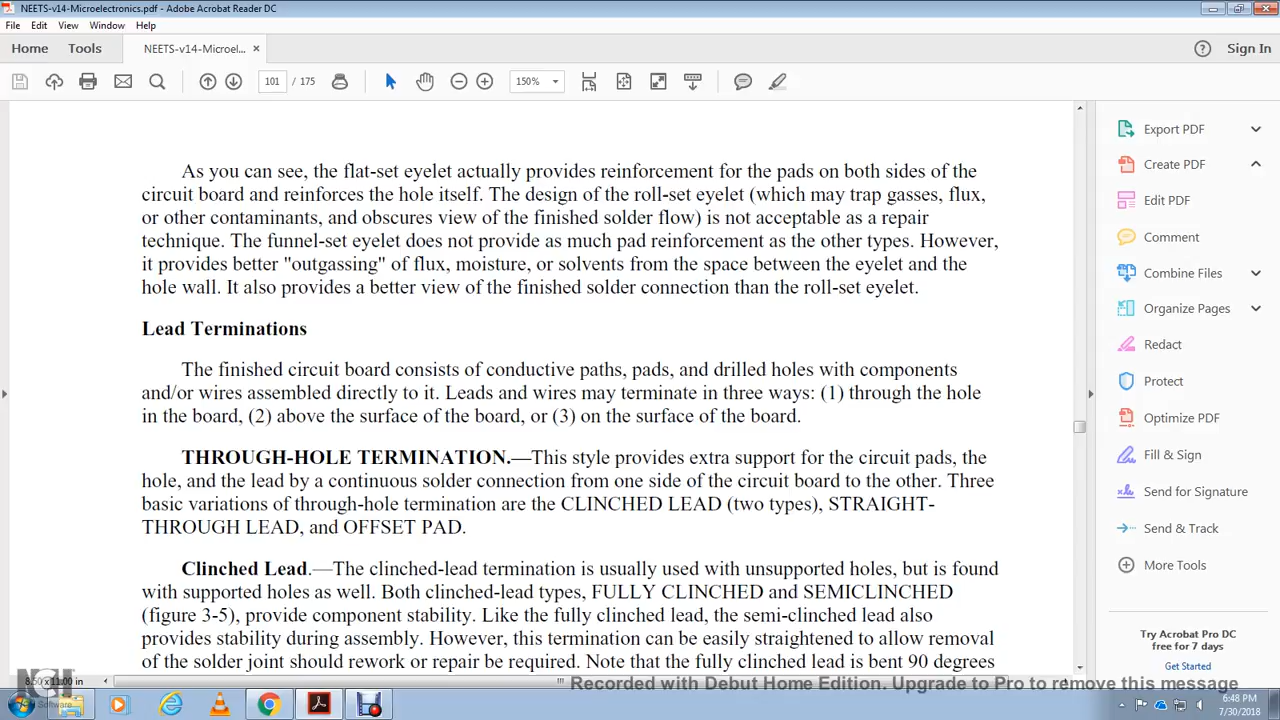 NEETS-v14-Microelectronics.pdf - Adobe Acrobat Reader DC
File Edit View Window Help
Home Tools NEETS-v14-Microel... × Sign In
101 / 175 150%
As you can see, the flat-set eyelet actually provides reinforcement for the pads on both sides of the
circuit board and reinforces the hole itself. The design of the roll-set eyelet (which may trap gasses, flux,
or other contaminants, and obscures view of the finished solder flow) is not acceptable as a repair
technique. The funnel-set eyelet does not provide as much pad reinforcement as the other types. However,
it provides better "outgassing" of flux, moisture, or solvents from the space between the eyelet and the
hole wall. It also provides a better view of the finished solder connection than the roll-set eyelet.
Lead Terminations
The finished circuit board consists of conductive paths, pads, and drilled holes with components
and/or wires assembled directly to it. Leads and wires may terminate in three ways: (1) through the hole
in the board, (2) above the surface of the board, or (3) on the surface of the board.
THROUGH-HOLE TERMINATION.—This style provides extra support for the circuit pads, the
hole, and the lead by a continuous solder connection from one side of the circuit board to the other. Three
basic variations of through-hole termination are the CLINCHED LEAD (two types), STRAIGHT-
THROUGH LEAD, and OFFSET PAD.
Clinched Lead.—The clinched-lead termination is usually used with unsupported holes, but is found
with supported holes as well. Both clinched-lead types, FULLY CLINCHED and SEMICLINCHED
(figure 3-5), provide component stability. Like the fully clinched lead, the semi-clinched lead also
provides stability during assembly. However, this termination can be easily straightened to allow removal
of the solder joint should rework or repair be required. Note that the fully clinched lead is bent 90 degrees
Export PDF
Create PDF
Edit PDF
Comment
Combine Files
Organize Pages
Redact
Protect
Optimize PDF
Fill & Sign
Send for Signature
Send & Track
More Tools
Try Acrobat Pro DC
free for 7 days
Get Started
8.50 x 11.00 in
NCH Software
Recorded with Debut Home Edition. Upgrade to Pro to remove this message
6:48 PM
7/30/2018